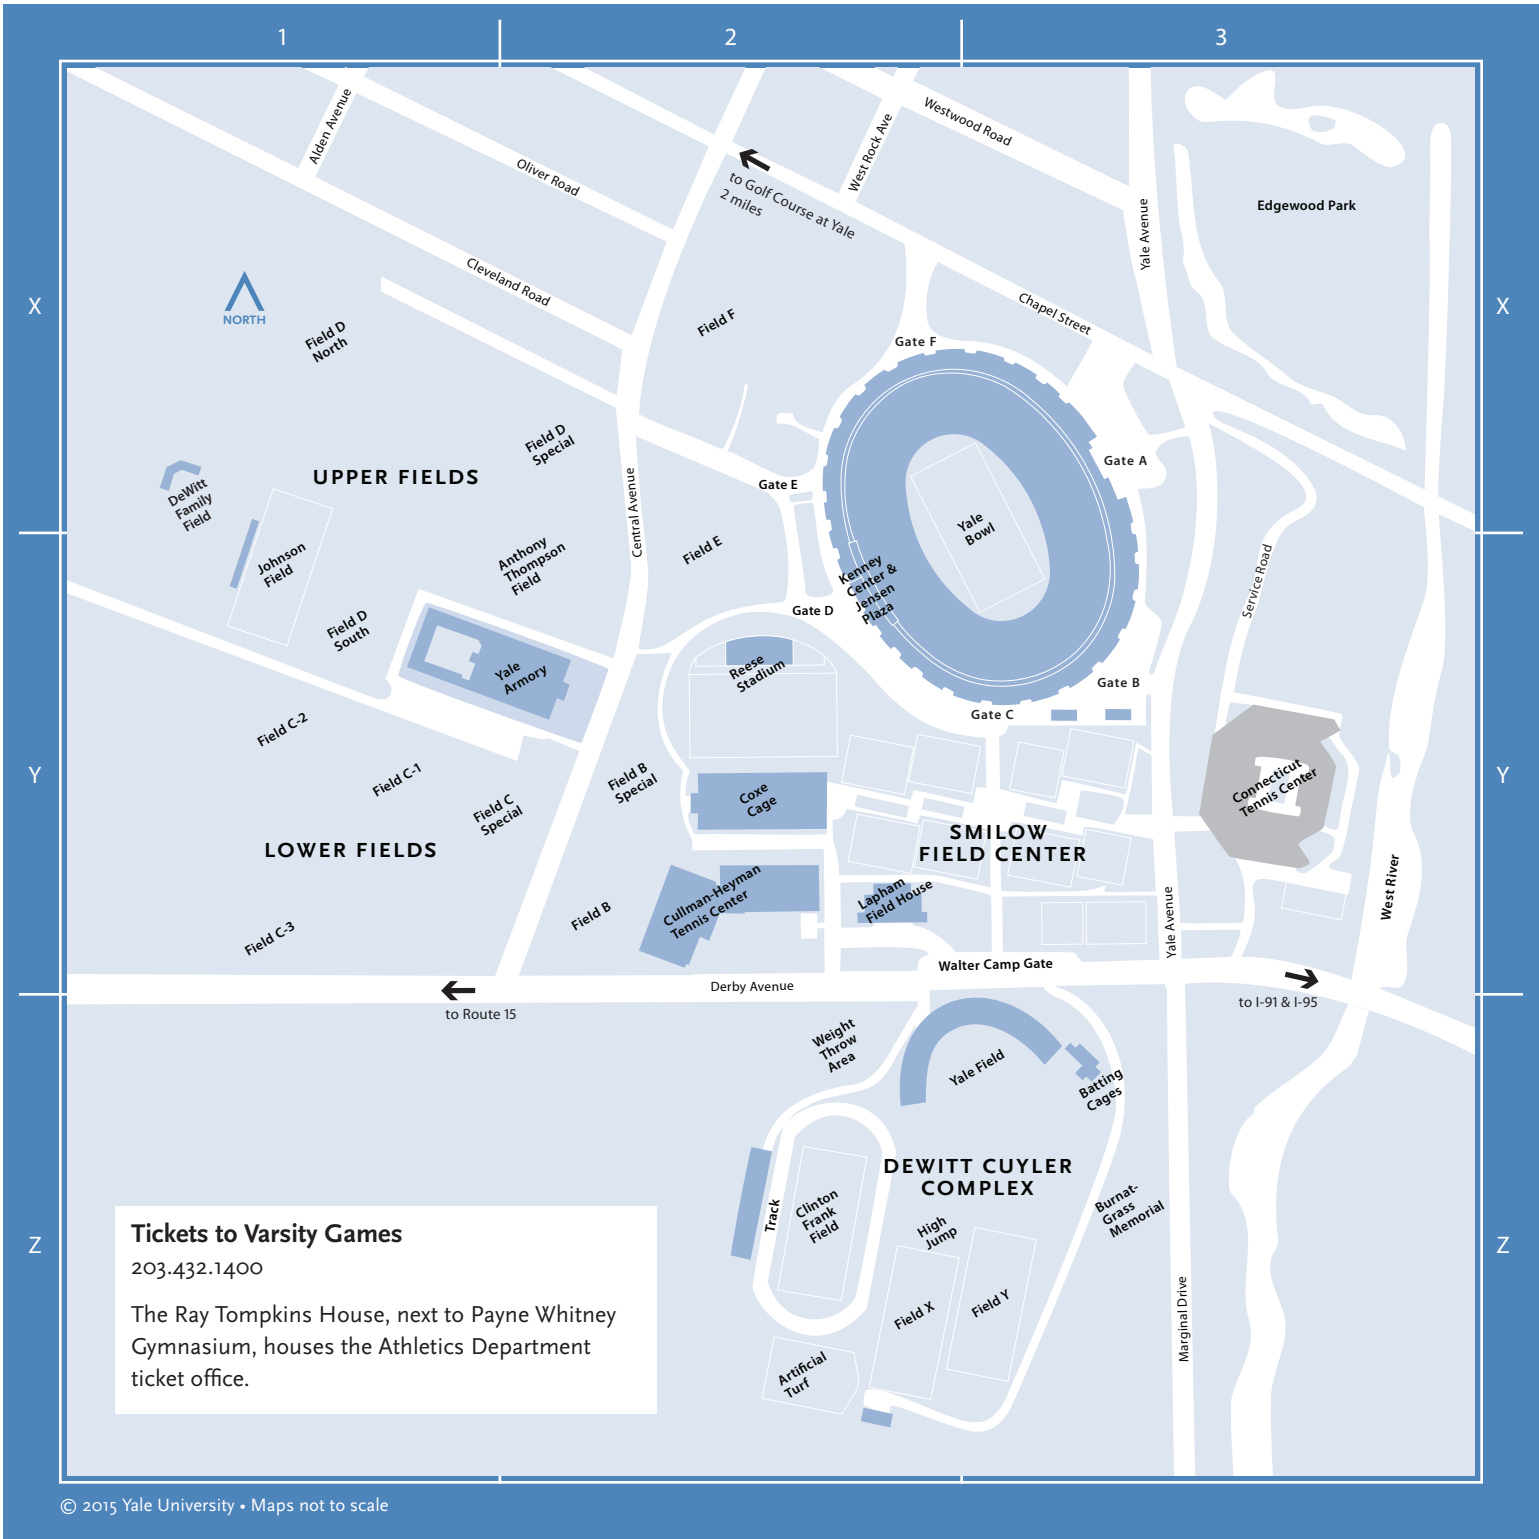 1
2
3
Alden Avenue
Oliver Road
West Rock Ave
Westwood Road
to Golf Course at Yale
2 miles
Yale Avenue
Edgewood Park
Cleveland Road
X
X
NORTH
Field D
North
Field F
Chapel Street
Gate F
Field D
Special
UPPER FIELDS
Gate A
DeWitt
Family
Field
Gate E
Central Avenue
Yale
Bowl
Johnson
Field
Anthony
Thompson
Field
Field E
Kenney
Center &
Jensen
Plaza
Service Road
Gate D
Field D
South
Yale
Armory
Reese
Stadium
Gate B
Gate C
Field C-2
Y
Y
Field C-1
Field C
Special
Field B
Special
Coxe
Cage
Connecticut
Tennis Center
SMILOW
FIELD CENTER
LOWER FIELDS
Cullman-Heyman
Tennis Center
Lapham
Field House
West River
Field B
Field C-3
Yale Avenue
Walter Camp Gate
Derby Avenue
to Route 15
to I-91 & I-95
Weight
Throw
Area
Yale Field
Batting
Cages
DEWITT CUYLER
COMPLEX
Track
Clinton
Frank
Field
High
Jump
Burnat-
Grass
Memorial
Z
Z
Field X
Field Y
Marginal Drive
Artificial
Turf
Tickets to Varsity Games
203.432.1400
The Ray Tompkins House, next to Payne Whitney
Gymnasium, houses the Athletics Department
ticket office.
© 2015 Yale University • Maps not to scale